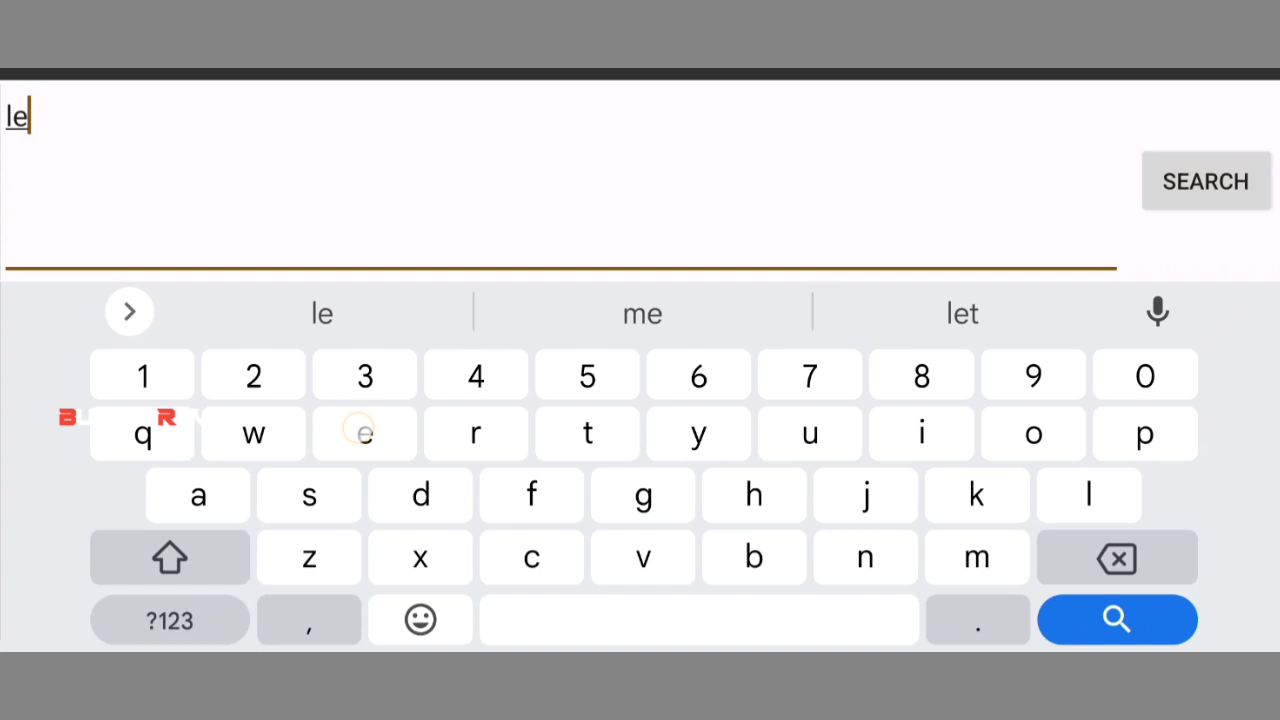 le
SEARCH
le me let
1 2 3 4 5 6 7 8 9 0
B R
q w e r t y u i o p
a s d f g h j k l
z x c v b n m
?123 , .